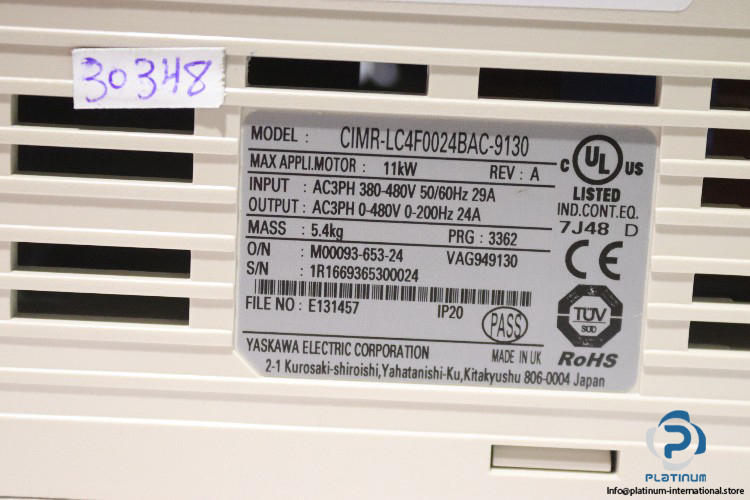 30348
MODEL : CIMR-LC4F0024BAC-9130
MAX APPLI.MOTOR : 11kW REV : A
INPUT : AC3PH 380-480V 50/60Hz 29A
OUTPUT : AC3PH 0-480V 0-200Hz 24A
MASS : 5.4kg PRG : 3362
O/N : M00093-653-24 VAG949130
S/N : 1R1669365300024
FILE NO : E131457 IP20 PASS
YASKAWA ELECTRIC CORPORATION MADE IN UK
2-1 Kurosaki-shiroishi,Yahatanishi-Ku,Kitakyushu 806-0004 Japan
C UL US
LISTED
IND.CONT.EQ.
7J48 D
CE
TÜV
SÜD
RoHS
PLATINUM
Info@platinum-international.store